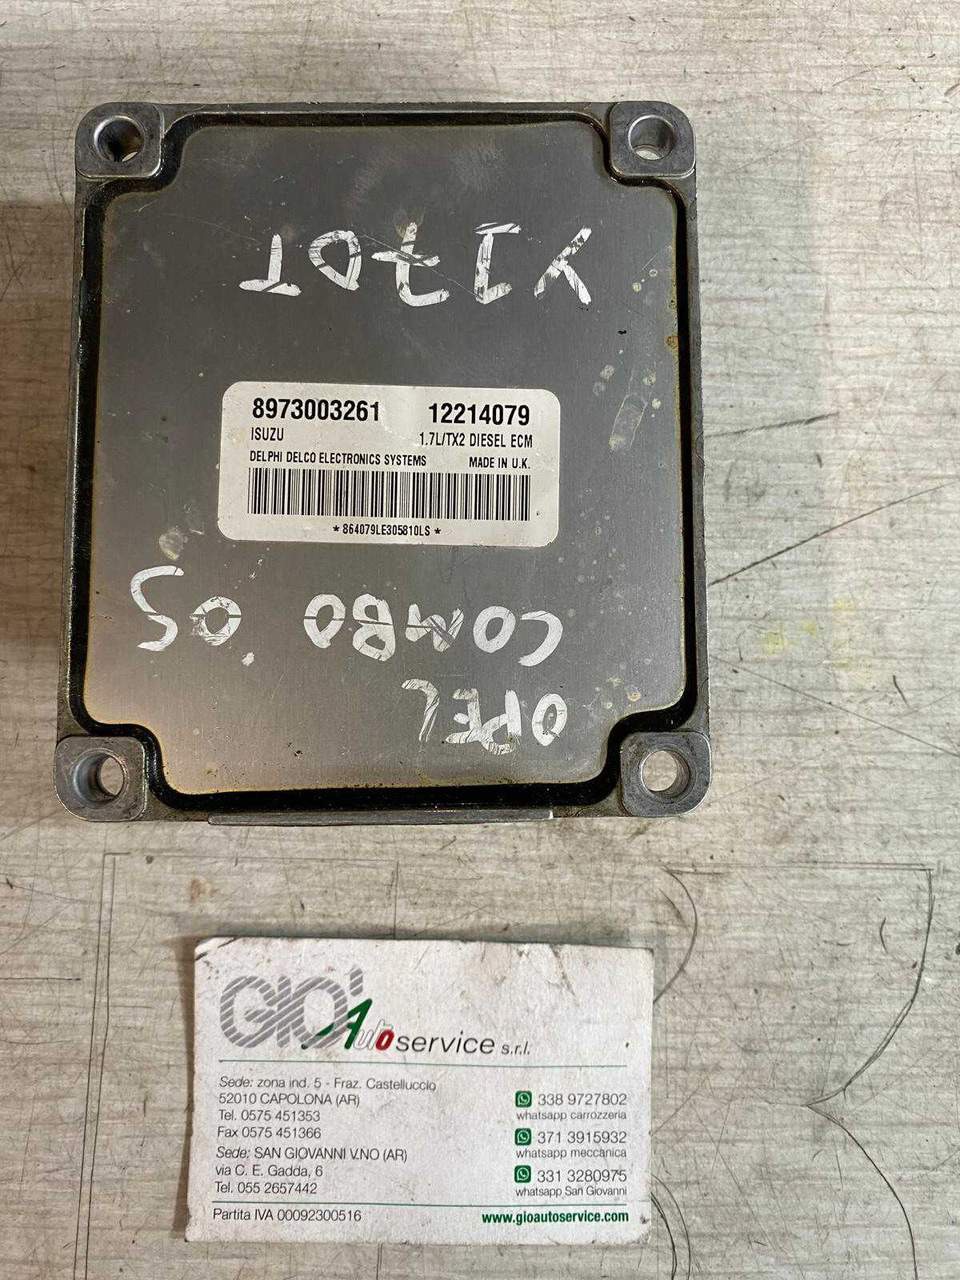 Y17DT
8973003261 12214079
ISUZU 1.7L/TX2 DIESEL ECM
DELPHI DELCO ELECTRONICS SYSTEMS MADE IN U.K.
*864079LE305810LS*
OPEL
COMBO '05
GIO' Auto service s.r.l.
Sede: zona ind. 5 - Fraz. Castelluccio
52010 CAPOLONA (AR)
Tel. 0575 451353
Fax 0575 451366
Sede: SAN GIOVANNI V.NO (AR)
via C. E. Gadda, 6
Tel. 055 2657442
338 9727802
whatsapp carrozzeria
371 3915932
whatsapp meccanica
331 3280975
whatsapp San Giovanni
Partita IVA 00092300516 www.gioautoservice.com